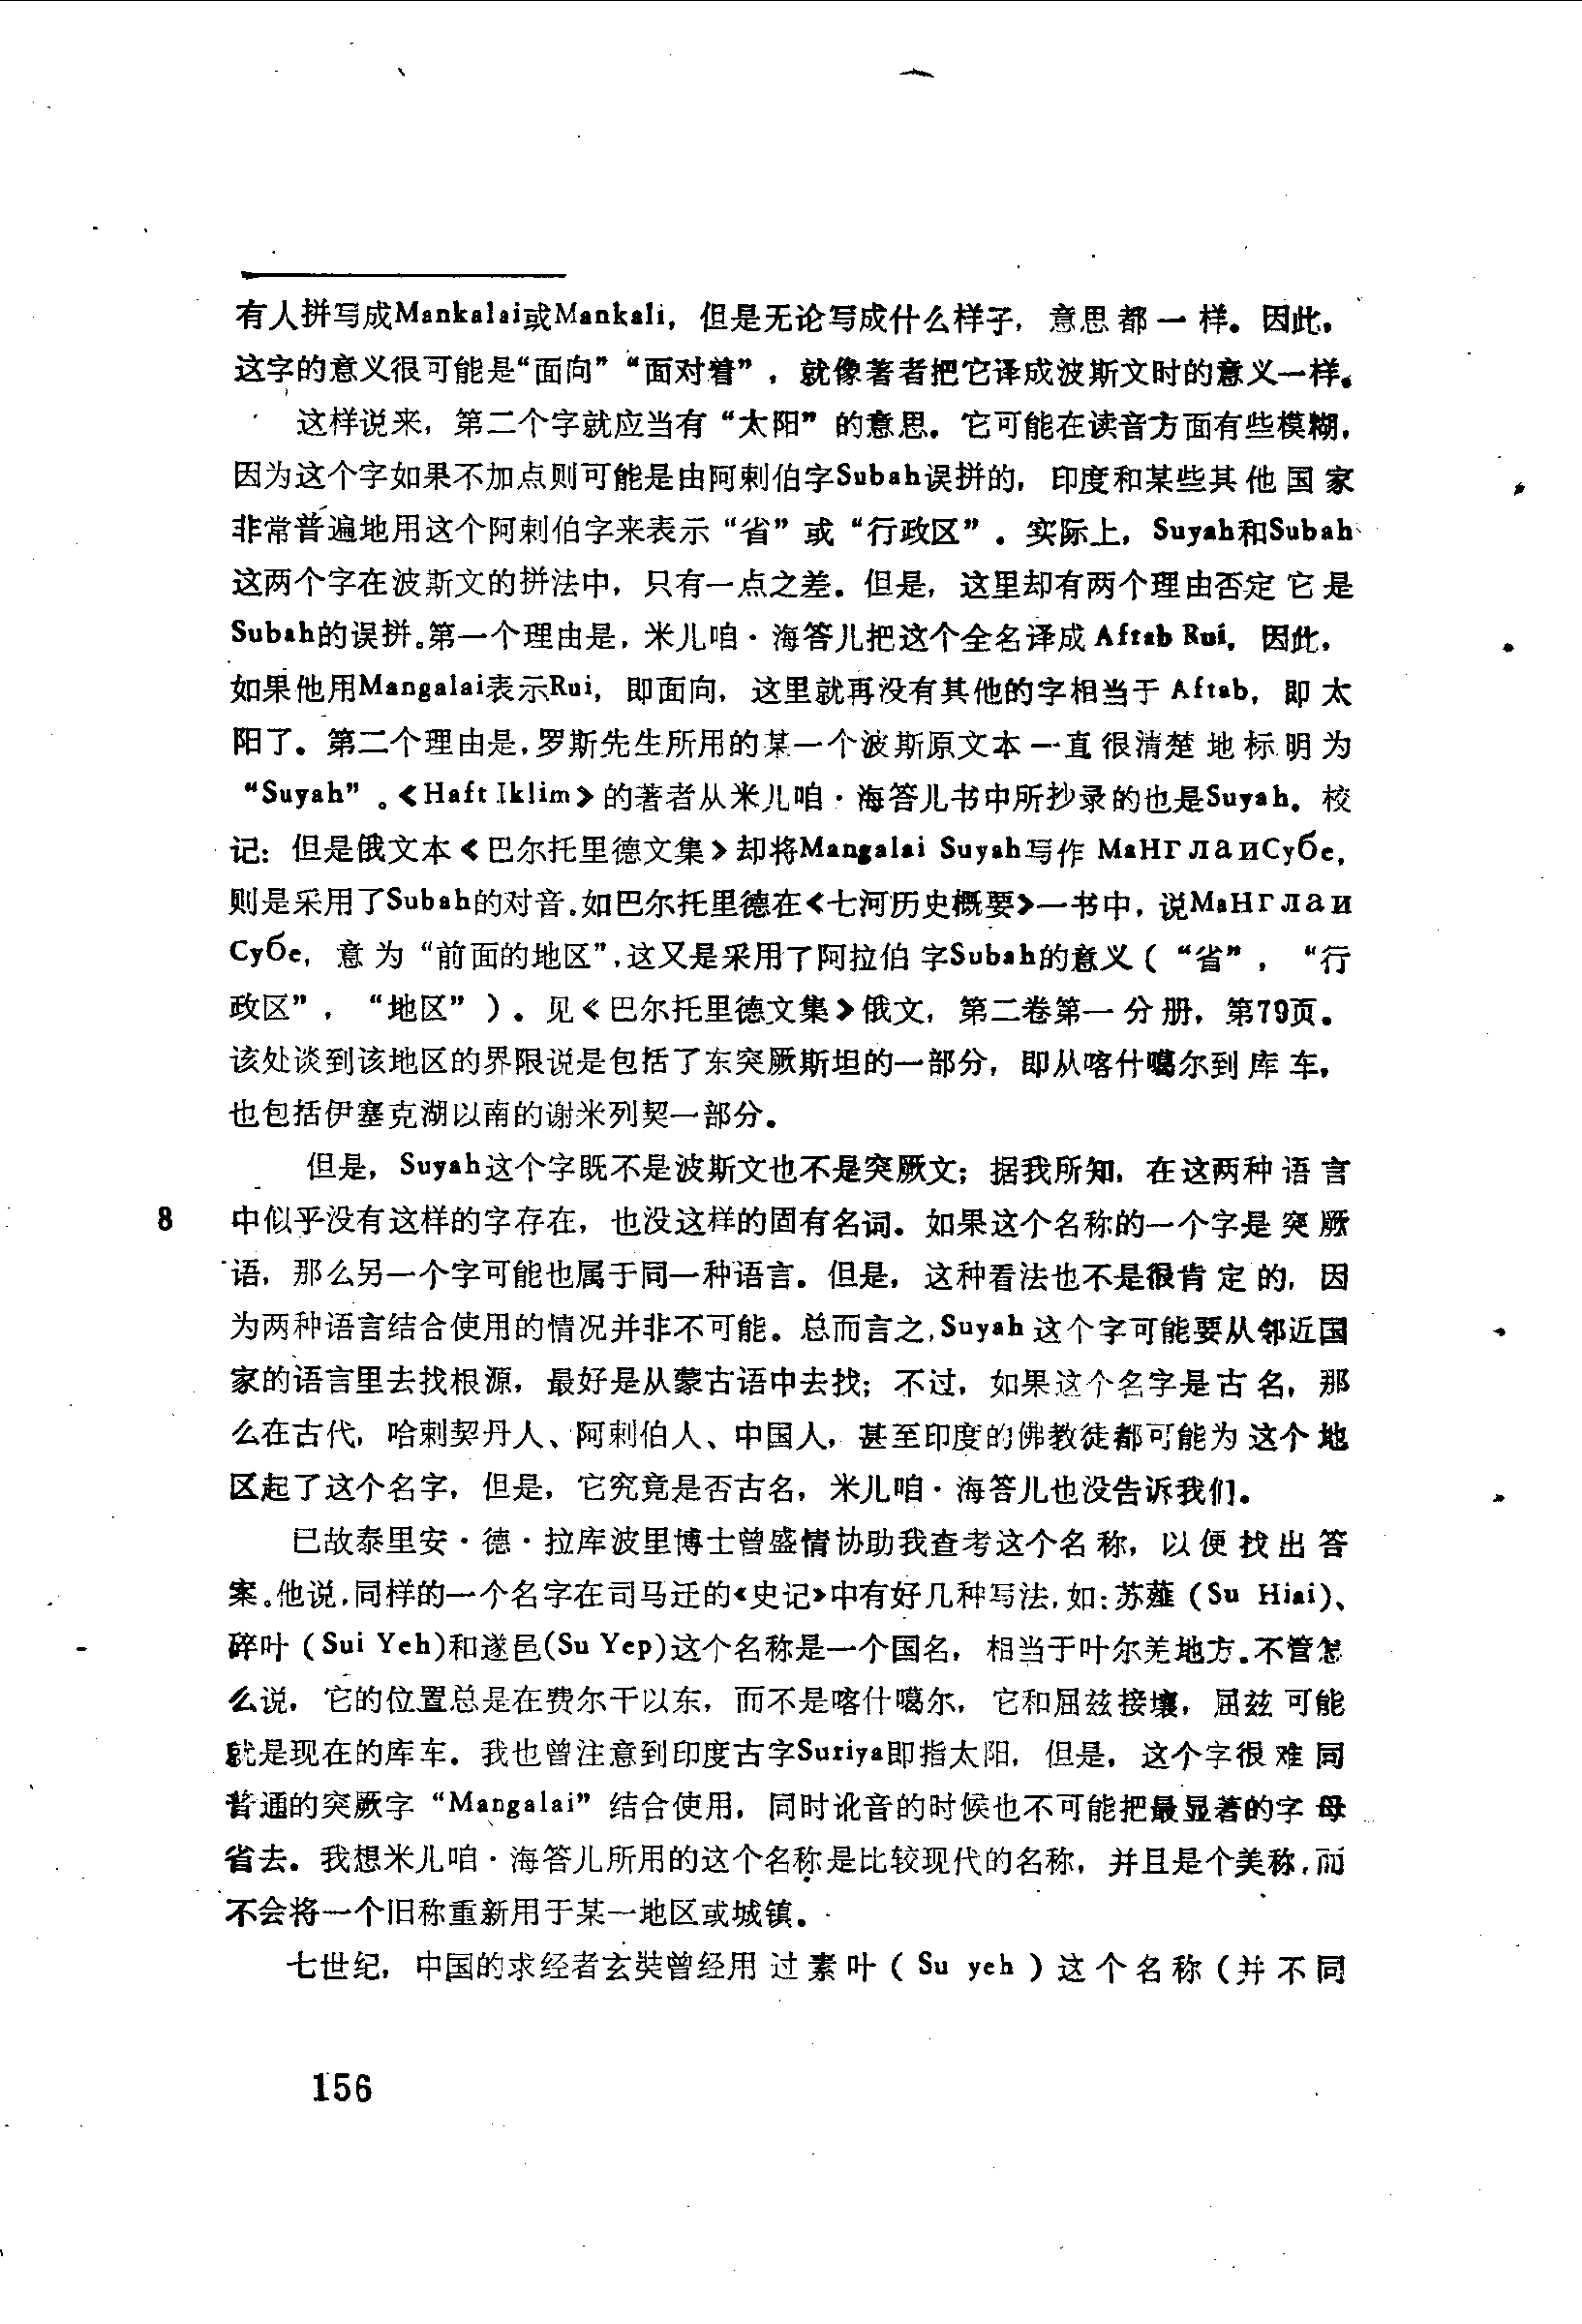 有人拼写成Mankalai或Mankali，但是无论写成什么样子，意思都一样。因此，
这字的意义很可能是“面向”“面对着”，就像著者把它译成波斯文时的意义一样。
这样说来，第二个字就应当有“太阳”的意思。它可能在读音方面有些模糊，
因为这个字如果不加点则可能是由阿剌伯字Subah误拼的，印度和某些其他国家
非常普遍地用这个阿剌伯字来表示“省”或“行政区”。实际上，Suyah和Subah
这两个字在波斯文的拼法中，只有一点之差。但是，这里却有两个理由否定它是
Subah的误拼。第一个理由是，米儿咱·海答儿把这个全名译成Aftab Rui，因此，
如果他用Mangalai表示Rui，即面向，这里就再没有其他的字相当于Aftab，即太
阳了。第二个理由是，罗斯先生所用的某一个波斯原文本一直很清楚地标明为
“Suyah”。《Haft Iklim》的著者从米儿咱·海答儿书中所抄录的也是Suyah。校
记：但是俄文本《巴尔托里德文集》却将Mangalai Suyah写作МаНглаиСубе，
则是采用了Subah的对音。如巴尔托里德在《七河历史概要》一书中，说МаНглаи
Субе，意为“前面的地区”，这又是采用了阿拉伯字Subah的意义（“省”，“行
政区”，“地区”）。见《巴尔托里德文集》俄文，第二卷第一分册，第79页。
该处谈到该地区的界限说是包括了东突厥斯坦的一部分，即从喀什噶尔到库车，
也包括伊塞克湖以南的谢米列契一部分。
但是，Suyah这个字既不是波斯文也不是突厥文；据我所知，在这两种语言
8 中似乎没有这样的字存在，也没这样的固有名词。如果这个名称的一个字是突厥
语，那么另一个字可能也属于同一种语言。但是，这种看法也不是很肯定的，因
为两种语言结合使用的情况并非不可能。总而言之，Suyah这个字可能要从邻近国
家的语言里去找根源，最好是从蒙古语中去找；不过，如果这个名字是古名，那
么在古代，哈剌契丹人、阿剌伯人、中国人，甚至印度的佛教徒都可能为这个地
区起了这个名字，但是，它究竟是否古名，米儿咱·海答儿也没告诉我们。
已故泰里安·德·拉库波里博士曾盛情协助我查考这个名称，以便找出答
案。他说，同样的一个名字在司马迁的《史记》中有好几种写法，如：苏薤（Su Hiai）、
碎叶（Sui Yeh）和遂邑（Su Yep）这个名称是一个国名，相当于叶尔羌地方。不管怎
么说，它的位置总是在费尔干以东，而不是喀什噶尔，它和屈兹接壤，屈兹可能
就是现在的库车。我也曾注意到印度古字Suriya即指太阳，但是，这个字很难同
普通的突厥字“Mangalai”结合使用，同时讹音的时候也不可能把最显著的字母
省去。我想米儿咱·海答儿所用的这个名称是比较现代的名称，并且是个美称，而
不会将一个旧称重新用于某一地区或城镇。
七世纪，中国的求经者玄奘曾经用过素叶（Su yeh）这个名称（并不同
156